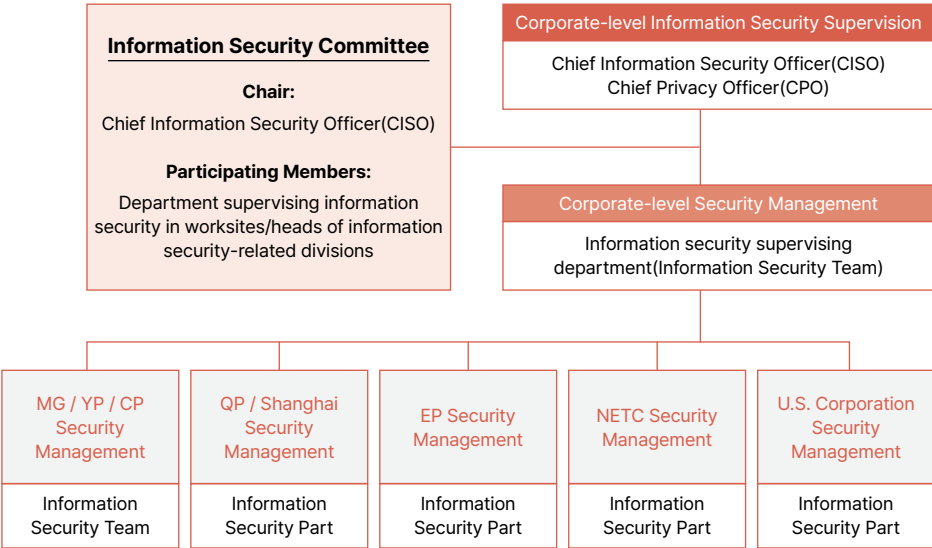 Information Security Committee
Chair:
Chief Information Security Officer(CISO)
Participating Members:
Department supervising information
security in worksites/heads of information
security-related divisions
Corporate-level Information Security Supervision
Chief Information Security Officer(CISO)
Chief Privacy Officer(CPO)
Corporate-level Security Management
Information security supervising
department(Information Security Team)
MG / YP / CP
Security
Management
Information
Security Team
QP / Shanghai
Security
Management
Information
Security Part
EP Security
Management
Information
Security Part
NETC Security
Management
Information
Security Part
U.S. Corporation
Security
Management
Information
Security Part